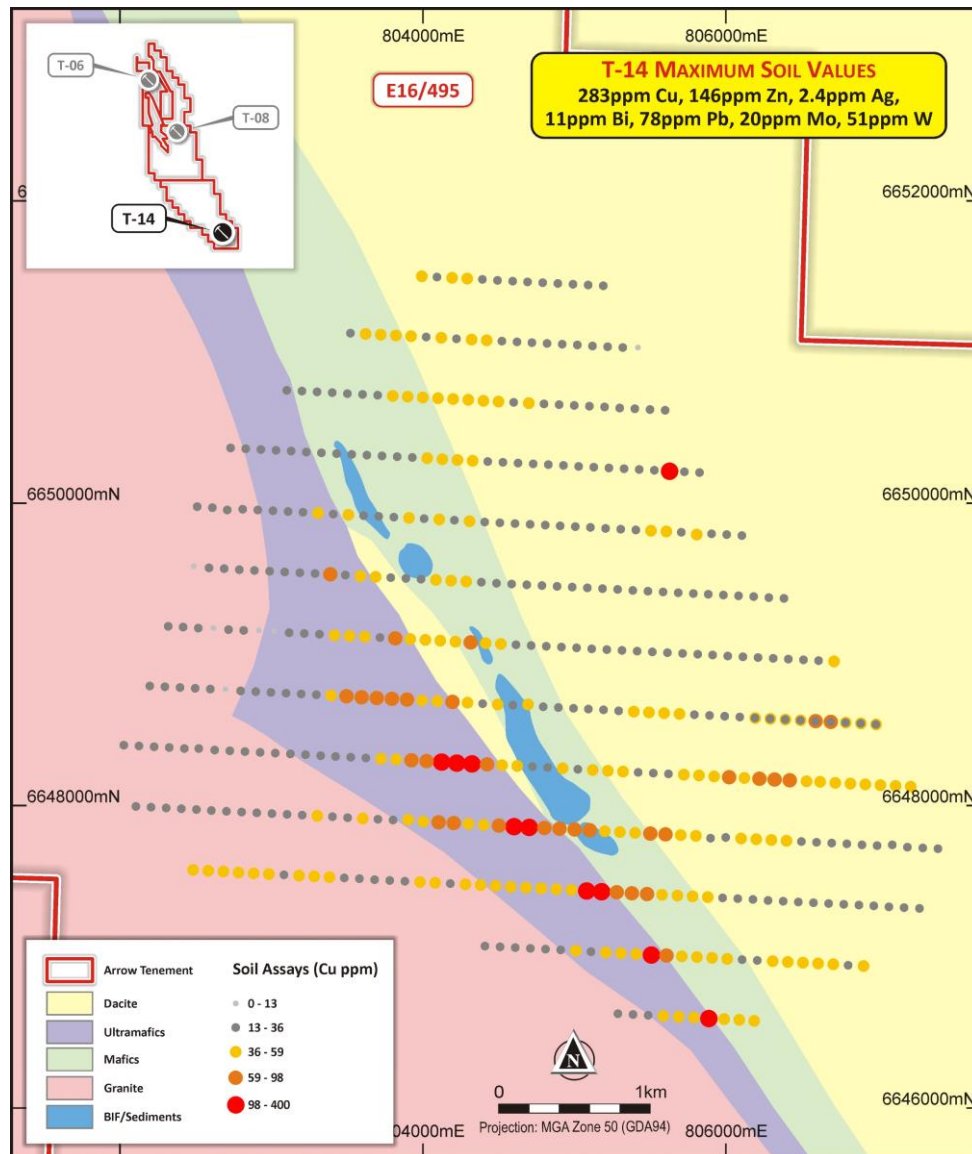 804000mE
806000mE
T-06
T-08
T-14
E16/495
T-14 MAXIMUM SOIL VALUES
283ppm Cu, 146ppm Zn, 2.4ppm Ag,
11ppm Bi, 78ppm Pb, 20ppm Mo, 51ppm W
6652000mN
6650000mN
6650000mN
6648000mN
6648000mN
Arrow Tenement
Dacite
Ultramafics
Mafics
Granite
BIF/Sediments
Soil Assays (Cu ppm)
0 - 13
13 - 36
36 - 59
59 - 98
98 - 400
N
0
1km
Projection: MGA Zone 50 (GDA94)
6646000mN
04000mE
806000mE